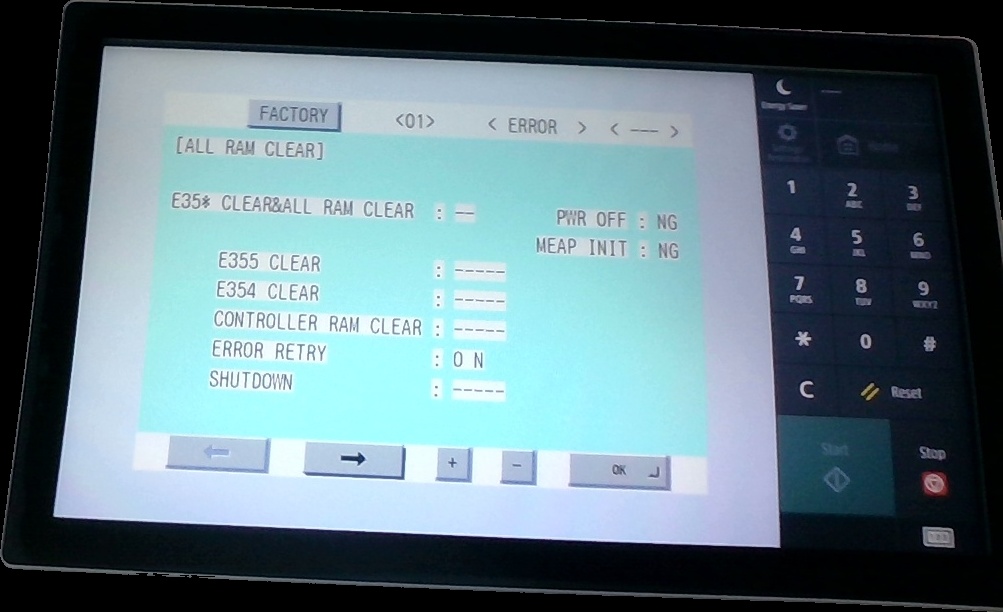 FACTORY <01> < ERROR > < --- >
[ALL RAM CLEAR]
E35* CLEAR&ALL RAM CLEAR : --
PWR OFF : NG
MEAP INIT : NG
E355 CLEAR : -----
E354 CLEAR : -----
CONTROLLER RAM CLEAR : -----
ERROR RETRY : O N
SHUTDOWN : -----
+ - OK
Energy Saver
1 2 3
ABC DEF
4 5 6
GHI JKL MNO
7 8 9
PQRS TUV WXYZ
* 0 #
C Reset
Start Stop